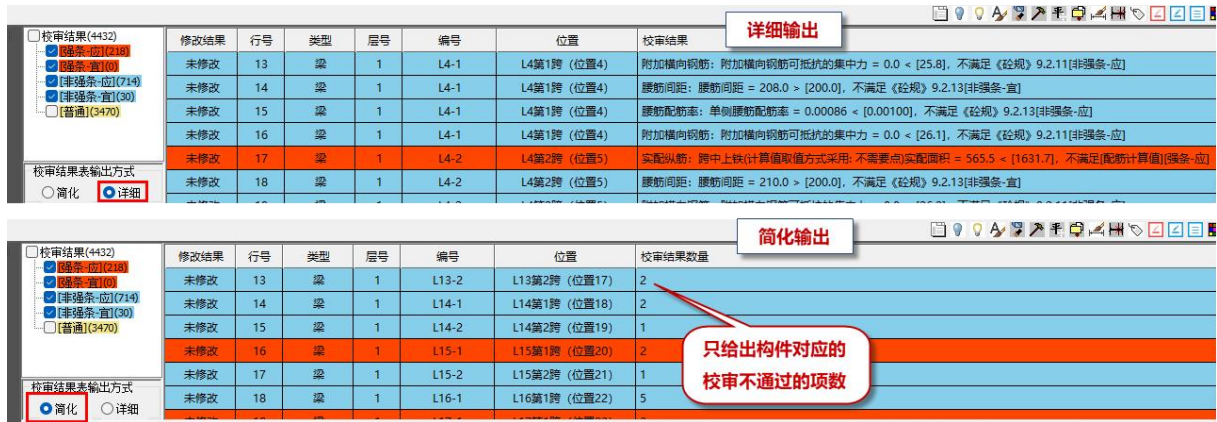 详细输出
校审结果(4432)
[强条-应](218)
[强条-宜](0)
[非强条-应](714)
[非强条-宜](30)
[普通](3470)
校审结果表输出方式
简化 详细
修改结果 行号 类型 层号 编号 位置 校审结果
未修改 13 梁 1 L4-1 L4第1跨（位置4） 附加横向钢筋：附加横向钢筋可抵抗的集中力 = 0.0 < [25.8]，不满足《砼规》9.2.11[非强条-应]
未修改 14 梁 1 L4-1 L4第1跨（位置4） 腰筋间距：腰筋间距 = 208.0 > [200.0]，不满足《砼规》9.2.13[非强条-宜]
未修改 15 梁 1 L4-1 L4第1跨（位置4） 腰筋配筋率：单侧腰筋配筋率 = 0.00086 < [0.00100]，不满足《砼规》9.2.13[非强条-应]
未修改 16 梁 1 L4-1 L4第1跨（位置4） 附加横向钢筋：附加横向钢筋可抵抗的集中力 = 0.0 < [26.1]，不满足《砼规》9.2.11[非强条-应]
未修改 17 梁 1 L4-2 L4第2跨（位置5） 实配纵筋：跨中上铁(计算值取值方式采用: 不需要点)实配面积 = 565.5 < [1631.7]，不满足[配筋计算值][强条-应]
未修改 18 梁 1 L4-2 L4第2跨（位置5） 腰筋间距：腰筋间距 = 210.0 > [200.0]，不满足《砼规》9.2.13[非强条-宜]
简化输出
校审结果(4432)
[强条-应](218)
[强条-宜](0)
[非强条-应](714)
[非强条-宜](30)
[普通](3470)
校审结果表输出方式
简化 详细
修改结果 行号 类型 层号 编号 位置 校审结果数量
未修改 13 梁 1 L13-2 L13第2跨（位置17） 2
未修改 14 梁 1 L14-1 L14第1跨（位置18） 2
未修改 15 梁 1 L14-2 L14第2跨（位置19） 1
未修改 16 梁 1 L15-1 L15第1跨（位置20） 2
未修改 17 梁 1 L15-2 L15第2跨（位置21） 1
未修改 18 梁 1 L16-1 L16第1跨（位置22） 5
只给出构件对应的
校审不通过的项数